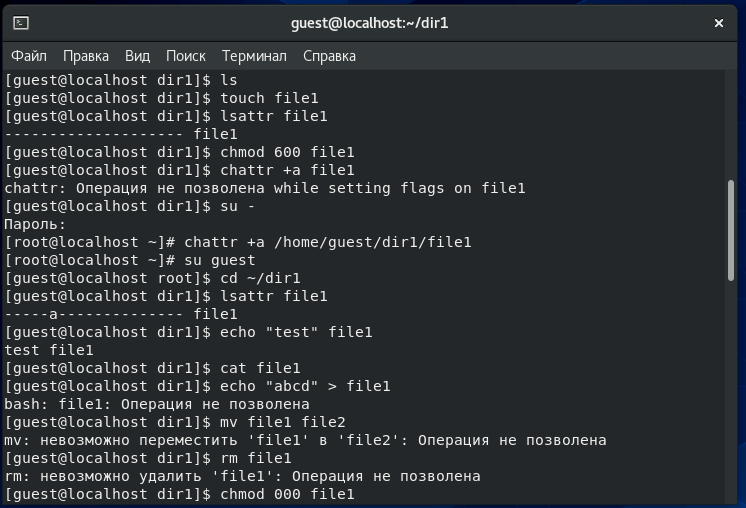 guest@localhost:~/dir1
Файл Правка Вид Поиск Терминал Справка
[guest@localhost dir1]$ ls
[guest@localhost dir1]$ touch file1
[guest@localhost dir1]$ lsattr file1
-------------------- file1
[guest@localhost dir1]$ chmod 600 file1
[guest@localhost dir1]$ chattr +a file1
chattr: Операция не позволена while setting flags on file1
[guest@localhost dir1]$ su -
Пароль:
[root@localhost ~]# chattr +a /home/guest/dir1/file1
[root@localhost ~]# su guest
[guest@localhost root]$ cd ~/dir1
[guest@localhost dir1]$ lsattr file1
-----a-------------- file1
[guest@localhost dir1]$ echo "test" file1
test file1
[guest@localhost dir1]$ cat file1
[guest@localhost dir1]$ echo "abcd" > file1
bash: file1: Операция не позволена
[guest@localhost dir1]$ mv file1 file2
mv: невозможно переместить 'file1' в 'file2': Операция не позволена
[guest@localhost dir1]$ rm file1
rm: невозможно удалить 'file1': Операция не позволена
[guest@localhost dir1]$ chmod 000 file1